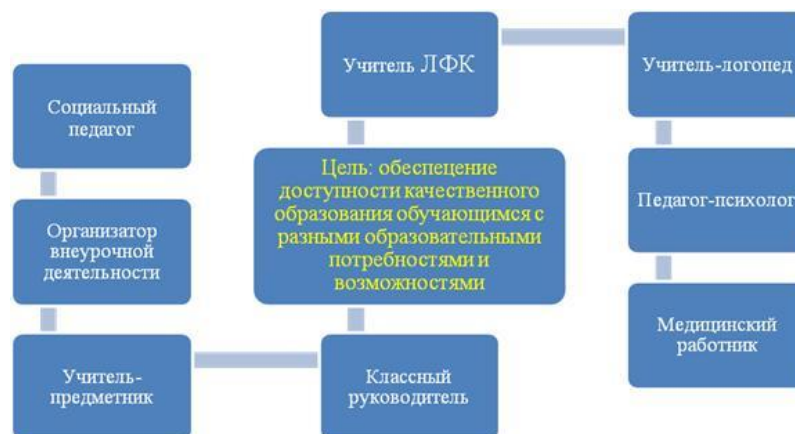 Социальный
педагог
Организатор
внеурочной
деятельности
Учитель-
предметник
Учитель ЛФК
Цель: обеспецение
доступности качественного
образования обучающимся с
разными образовательными
потребностями и
возможностями
Классный
руководитель
Учитель-логопед
Педагог-психолог
Медицинский
работник